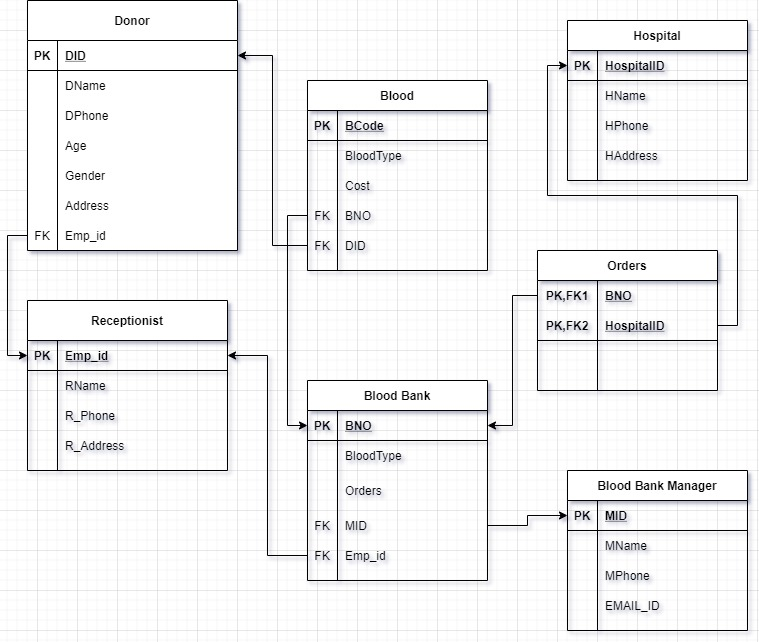 Donor
PK DID
DName
DPhone
Age
Gender
Address
FK Emp_id
Blood
PK BCode
BloodType
Cost
FK BNO
FK DID
Hospital
PK HospitalID
HName
HPhone
HAddress
Orders
PK,FK1 BNO
PK,FK2 HospitalID
Receptionist
PK Emp_id
RName
R_Phone
R_Address
Blood Bank
PK BNO
BloodType
Orders
FK MID
FK Emp_id
Blood Bank Manager
PK MID
MName
MPhone
EMAIL_ID